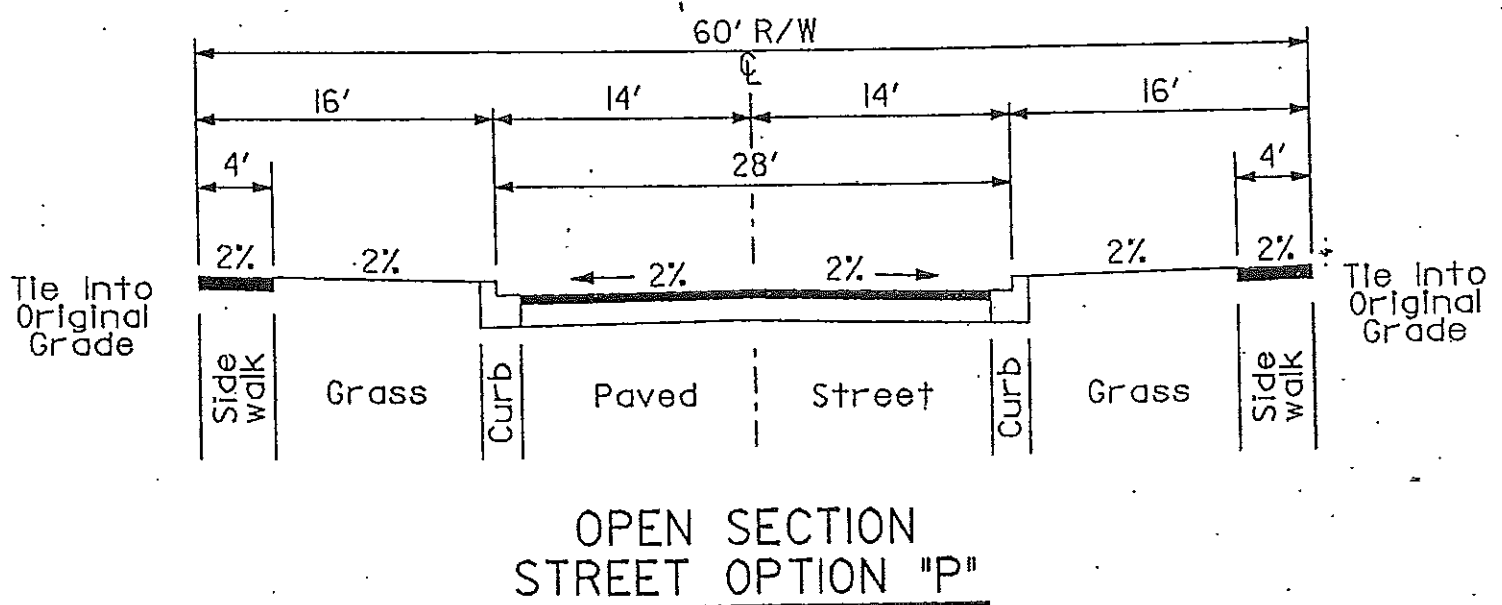 60' R/W
℄
16' 14' 14' 16'
4' 28' 4'
2% 2% 2% 2% 2% 2%
Tie Into
Original
Grade
Tie Into
Original
Grade
Side
walk
Grass
Curb
Paved
Street
Curb
Grass
Side
walk
OPEN SECTION
STREET OPTION "P"